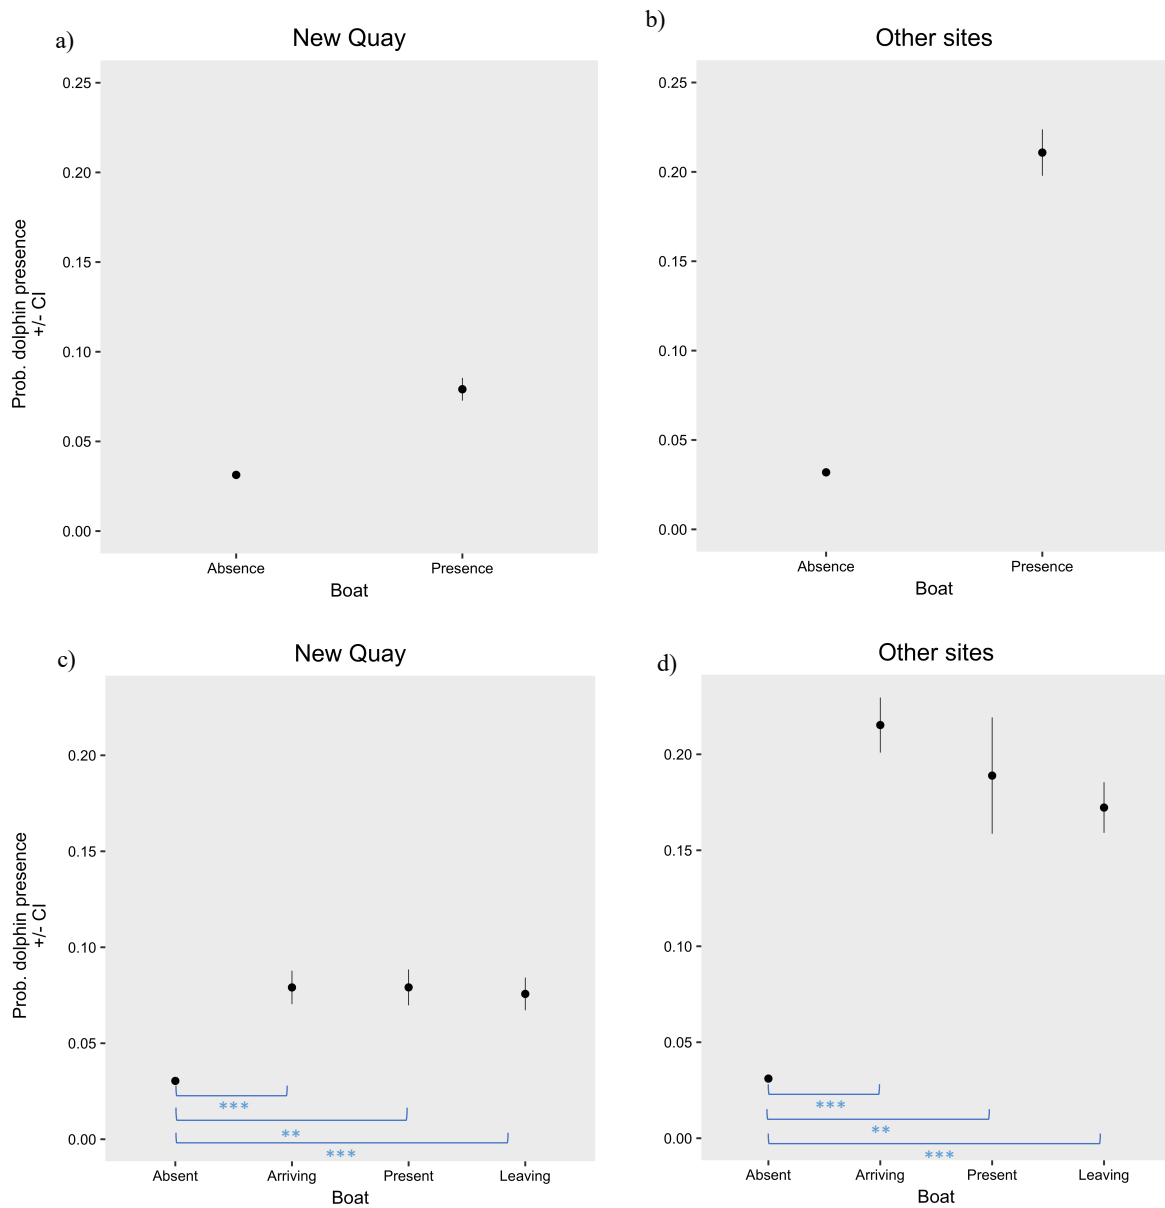 a)
New Quay
Prob. dolphin presence
+/- CI
0.25
0.20
0.15
0.10
0.05
0.00
Absence
Presence
Boat
b)
Other sites
0.25
0.20
0.15
0.10
0.05
0.00
Absence
Presence
Boat
c)
New Quay
Prob. dolphin presence
+/- CI
0.20
0.15
0.10
0.05
0.00
***
**
***
Absent
Arriving
Present
Leaving
Boat
d)
Other sites
0.20
0.15
0.10
0.05
0.00
***
**
***
Absent
Arriving
Present
Leaving
Boat